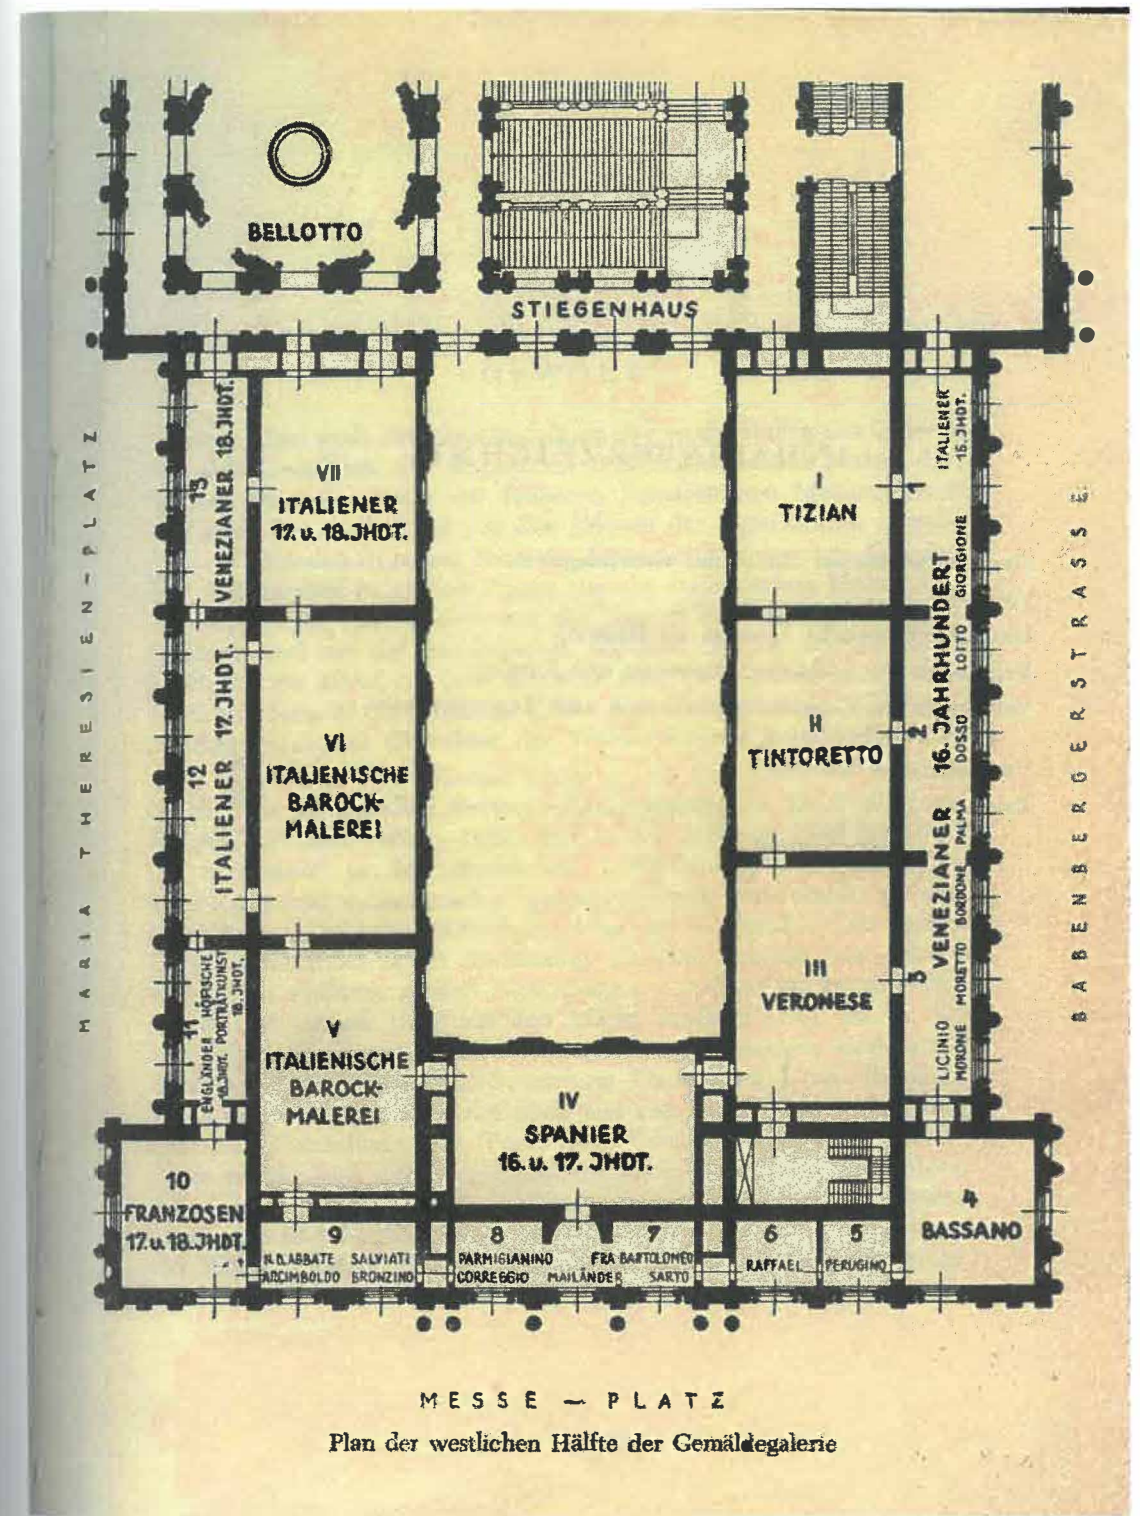 BELLOTTO
STIEGENHAUS
MARIA THERESIEN-PLATZ
13
VENEZIANER 18.JHDT.
VII
ITALIENER
17. u. 18. JHDT.
12
ITALIENER 17.JHDT.
VI
ITALIENISCHE
BAROCK-
MALEREI
11
ENGLÄNDER HÖFISCHE
18.JHDT. PORTRÄTKUNST
18.JHDT.
V
ITALIENISCHE
BAROCK-
MALEREI
10
FRANZOSEN
17. u. 18. JHDT.
9
N.D.ABBATE SALVIATI
ARCIMBOLDO BRONZINO
IV
SPANIER
16. u. 17. JHDT.
8
7
PARMIGIANINO FRA BARTOLOMEO
CORREGGIO MAILÄNDER SARTO
6
RAFFAEL
5
PERUGINO
4
BASSANO
I
TIZIAN
II
TINTORETTO
III
VERONESE
1
2
3
ITALIENER
15.JHDT.
VENEZIANER 16. JAHRHUNDERT
LICINIO
MORONE MORETTO BORDONE PALMA DOSSO LOTTO GIORGIONE
BABENBERGERSTRASSE
MESSE - PLATZ
Plan der westlichen Hälfte der Gemäldegalerie